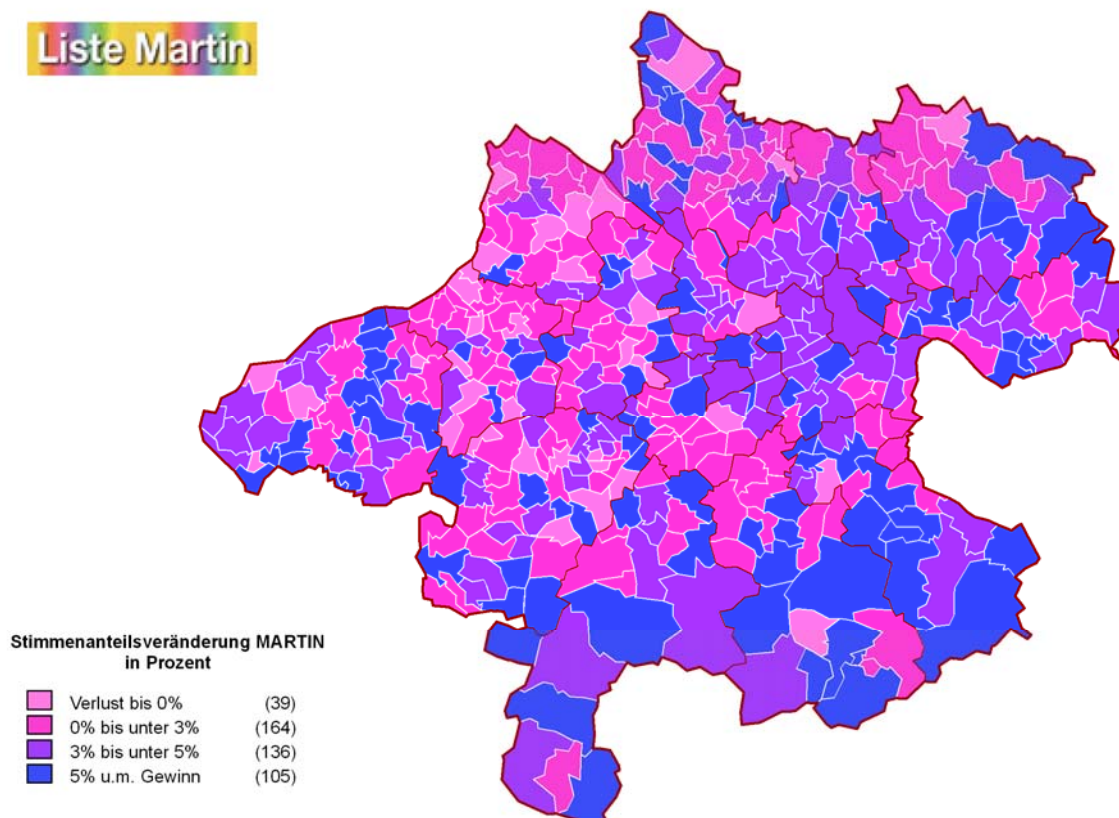 Liste Martin
Stimmenanteilsveränderung MARTIN
in Prozent
Verlust bis 0% (39)
0% bis unter 3% (164)
3% bis unter 5% (136)
5% u.m. Gewinn (105)